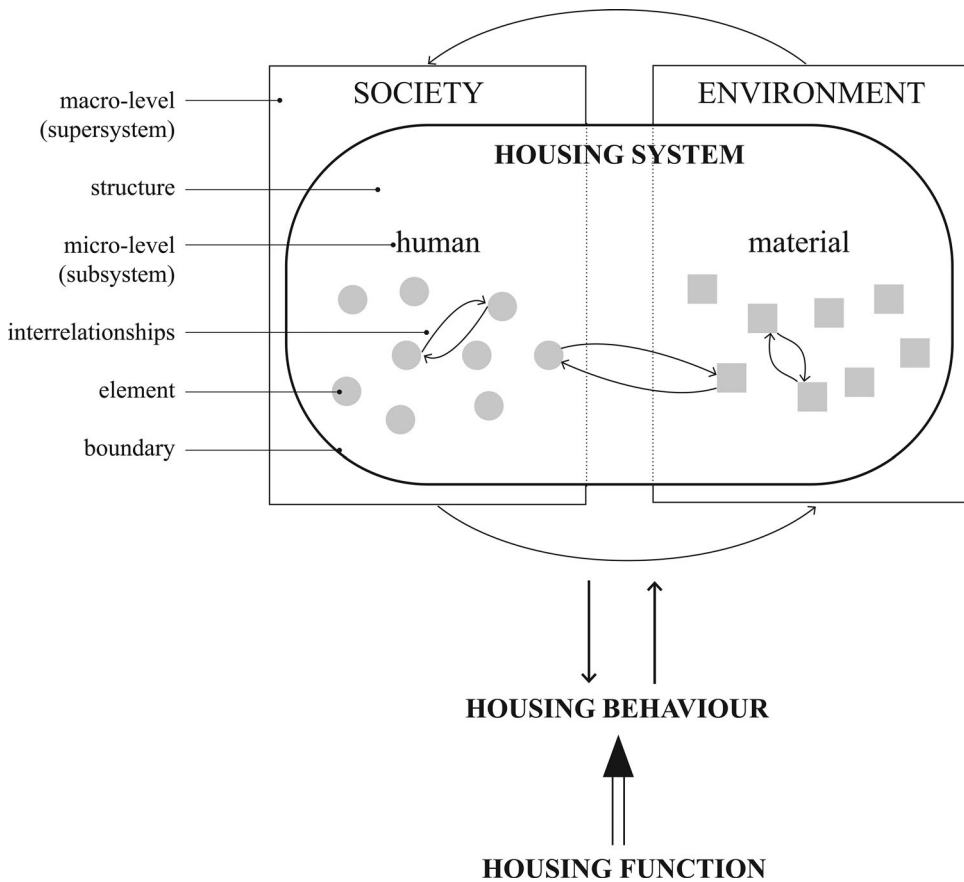 SOCIETY
ENVIRONMENT
macro-level
(supersystem)
HOUSING SYSTEM
structure
micro-level
(subsystem)
human
material
interrelationships
element
boundary
HOUSING BEHAVIOUR
HOUSING FUNCTION